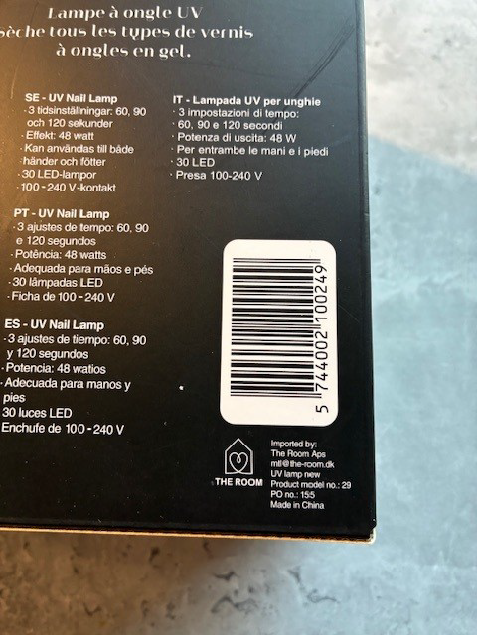 Lampe à ongle UV
sèche tous les types de vernis
à ongles en gel.
SE - UV Nail Lamp
· 3 tidsinställningar: 60, 90
och 120 sekunder
· Effekt: 48 watt
· Kan användas till både
händer och fötter
· 30 LED-lampor
· 100-240 V-kontakt
PT - UV Nail Lamp
· 3 ajustes de tempo: 60, 90
e 120 segundos
· Potência: 48 watts
· Adequada para mãos e pés
· 30 lâmpadas LED
· Ficha de 100-240 V
ES - UV Nail Lamp
· 3 ajustes de tiempo: 60, 90
y 120 segundos
· Potencia: 48 watios
· Adecuada para manos y
pies
30 luces LED
Enchufe de 100-240 V
IT - Lampada UV per unghie
· 3 impostazioni di tempo:
· 60, 90 e 120 secondi
· Potenza di uscita: 48 W
· Per entrambe le mani e i piedi
· 30 LED
· Presa 100-240 V
5 744002 100249
THE ROOM
Imported by:
The Room Aps
mtl@the-room.dk
UV lamp new
Product model no.: 29
PO no.: 155
Made in China